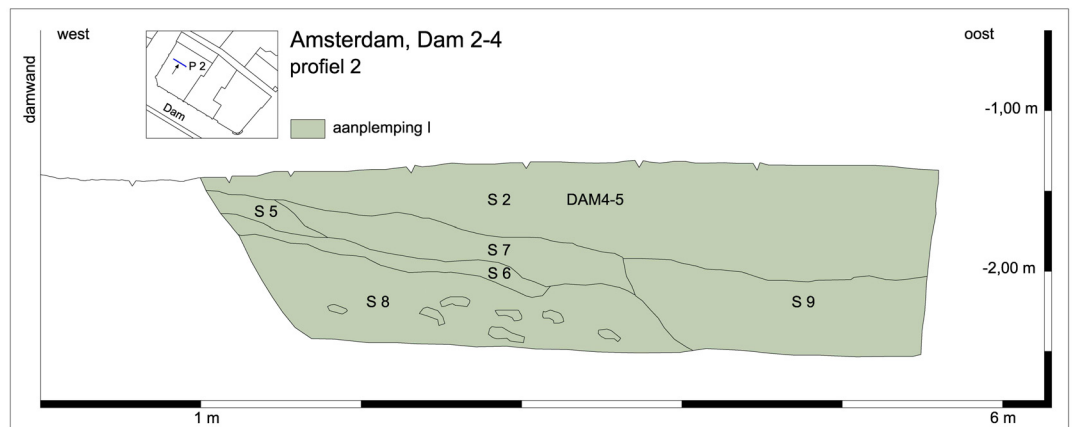 west
oost
Amsterdam, Dam 2-4
profiel 2
P 2
Dam
damwand
aanplemping I
-1,00 m
S 2 DAM4-5
S 5
S 7
S 6
-2,00 m
S 8
S 9
1 m
6 m